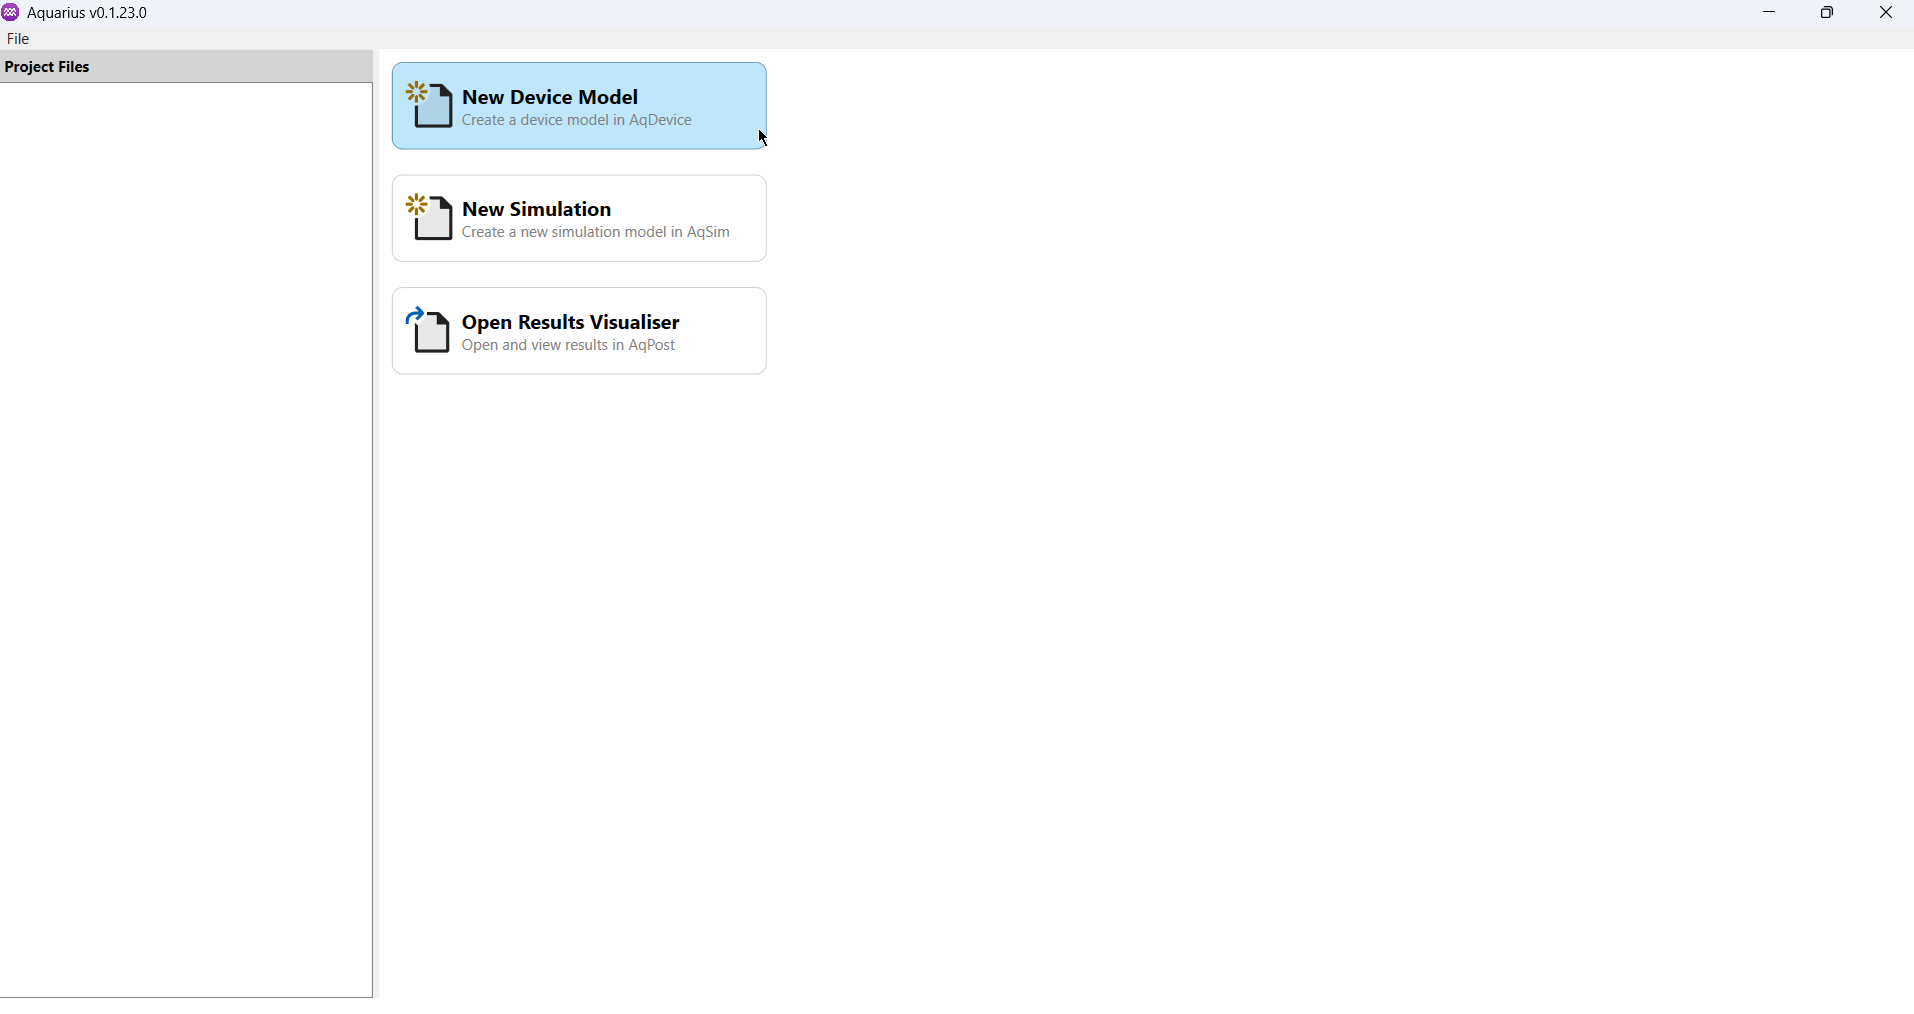 Aquarius v0.1.23.0
File
Project Files
New Device Model
Create a device model in AqDevice
New Simulation
Create a new simulation model in AqSim
Open Results Visualiser
Open and view results in AqPost